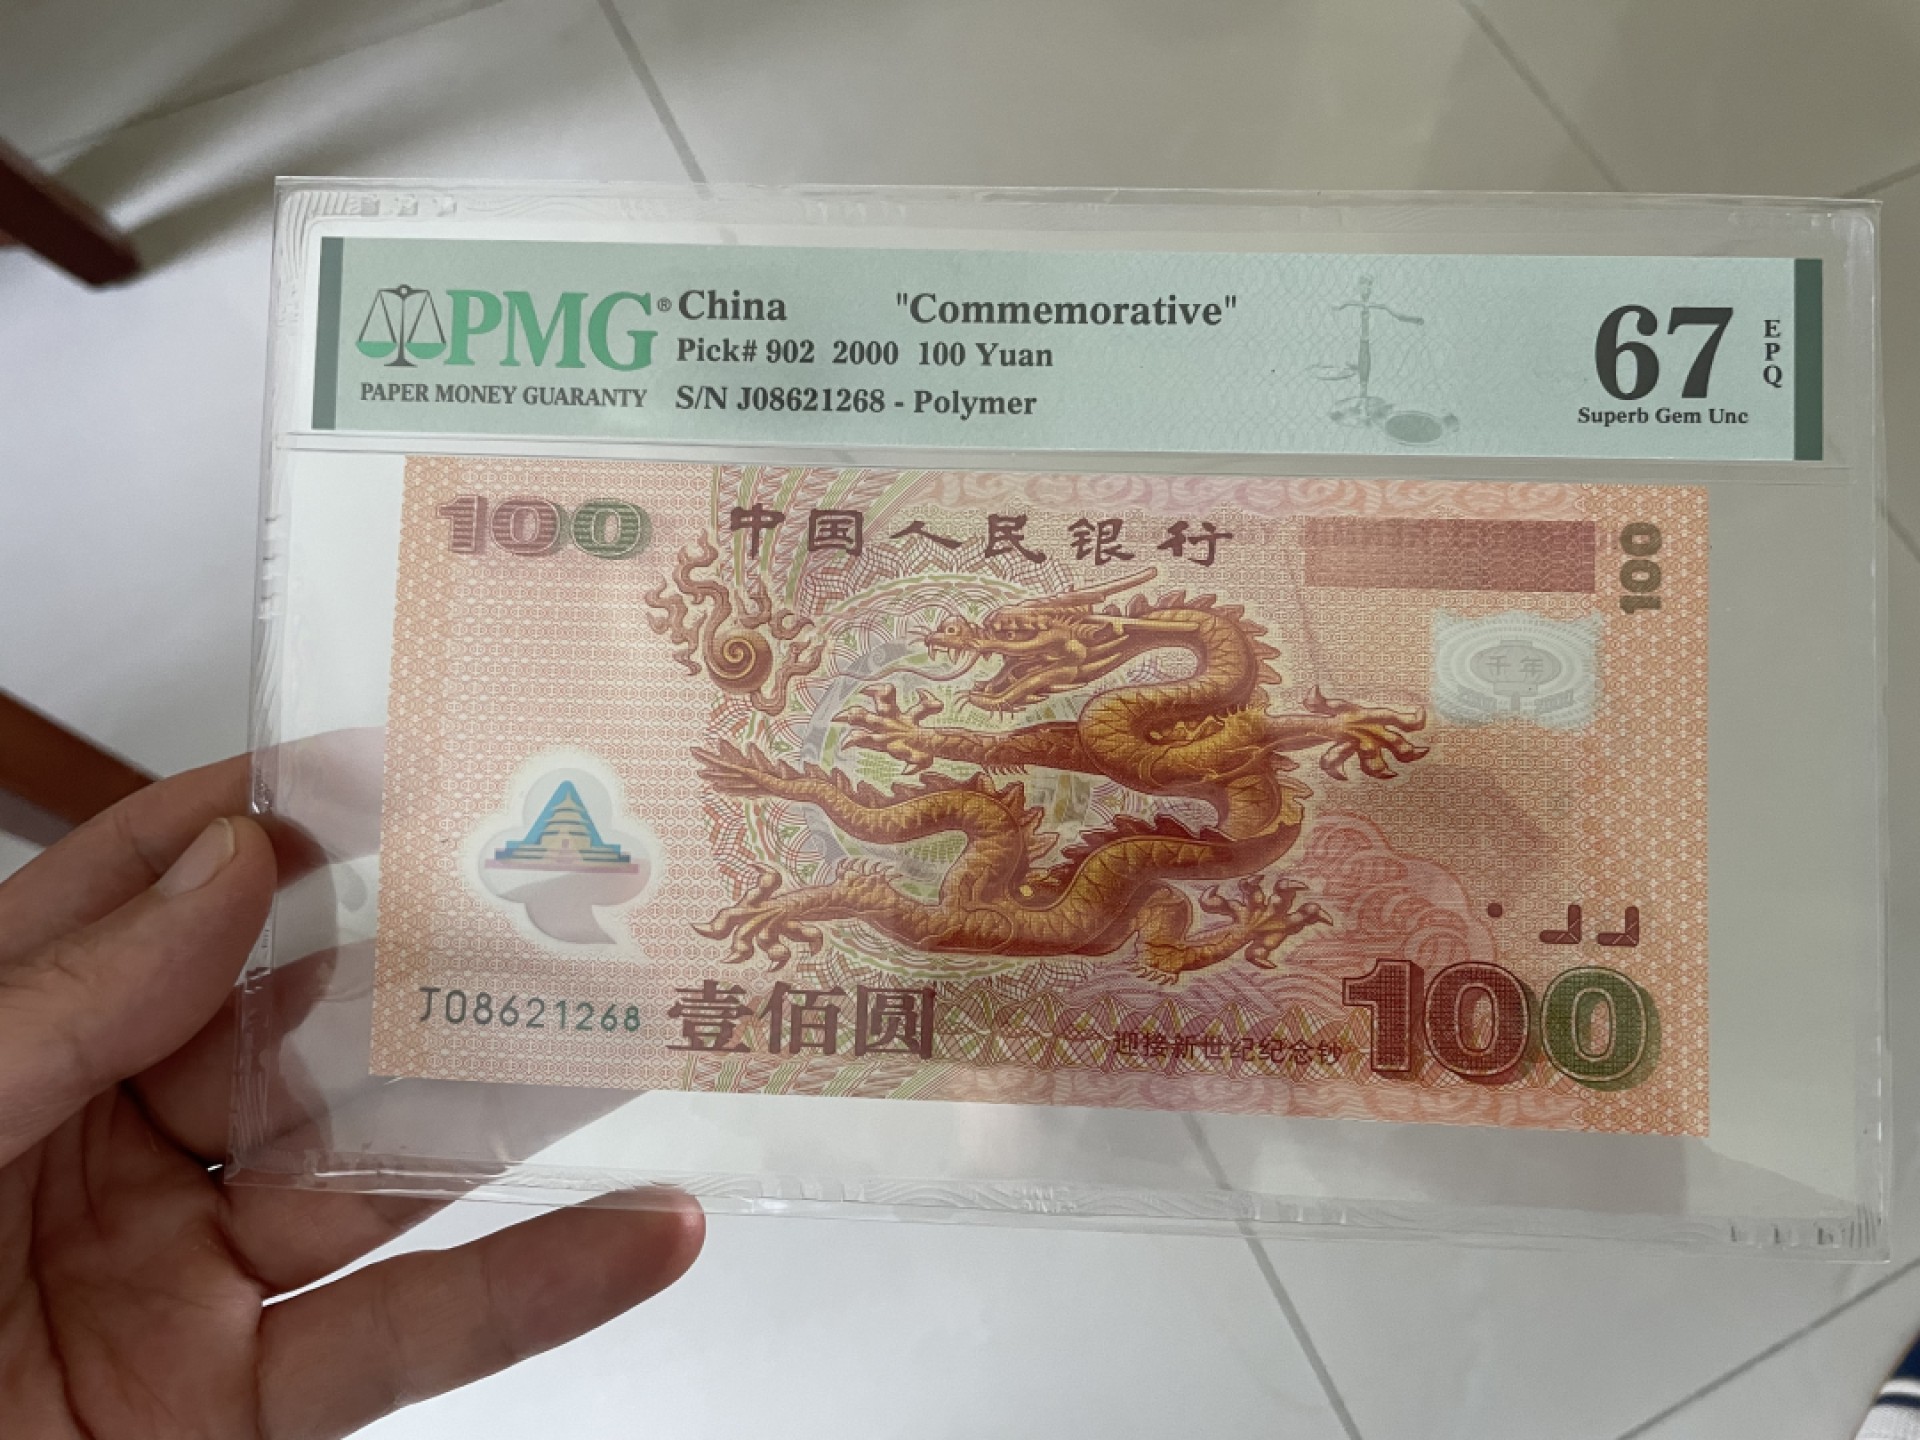 PMG® China "Commemorative"
PAPER MONEY GUARANTY
Pick# 902 2000 100 Yuan
S/N J08621268 - Polymer
67
EPQ
Superb Gem Unc
100
中国人民银行
100
千年
J08621268
壹佰圆
迎接新世纪纪念钞
100